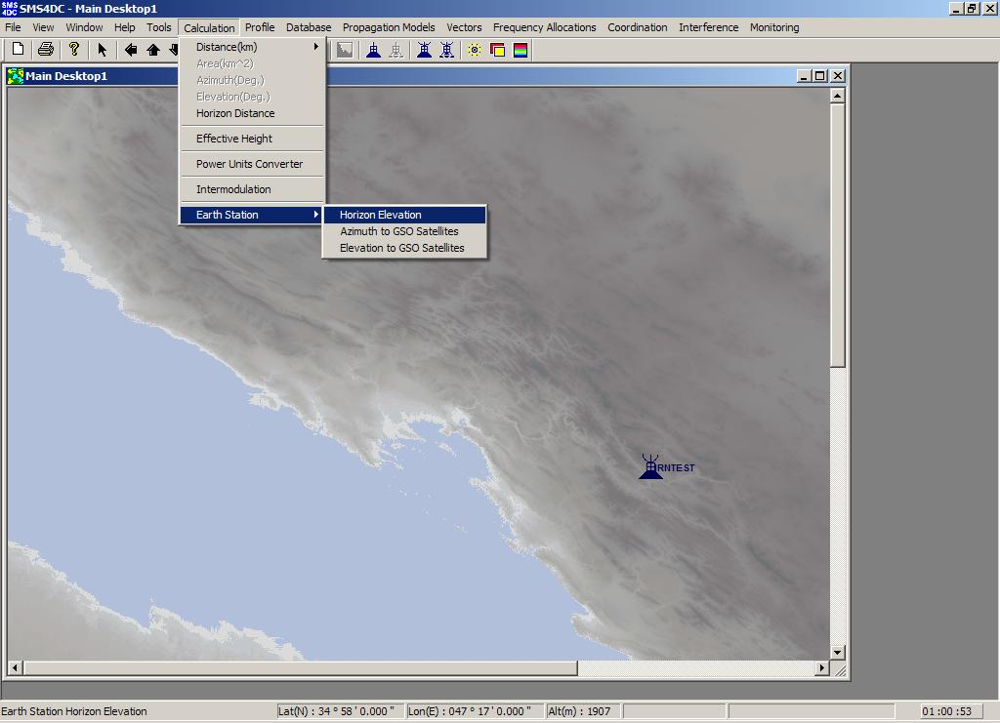 SMS4DC - Main Desktop1
File View Window Help Tools Calculation Profile Database Propagation Models Vectors Frequency Allocations Coordination Interference Monitoring
Main Desktop1
Distance(km)
Area(km^2)
Azimuth(Deg.)
Elevation(Deg.)
Horizon Distance
Effective Height
Power Units Converter
Intermodulation
Earth Station
Horizon Elevation
Azimuth to GSO Satellites
Elevation to GSO Satellites
RNTEST
Earth Station Horizon Elevation Lat(N) : 34 ° 58 ' 0.000 " Lon(E) : 047 ° 17 ' 0.000 " Alt(m) : 1907 01 :00 :53